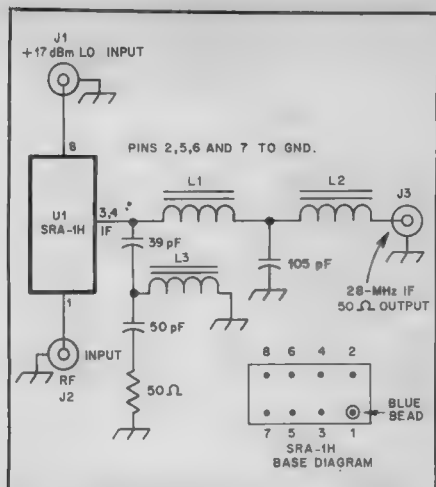 J1
+17 dBm LO INPUT
8
PINS 2,5,6 AND 7 TO GND.
U1
SRA-1H
3,4
IF
L1
L2
J3
39 pF
L3
105 pF
28-MHz IF
50 Ω OUTPUT
50 pF
1
INPUT
RF
J2
50 Ω
8 6 4 2
BLUE
BEAD
7 5 3 1
SRA-1H
BASE DIAGRAM